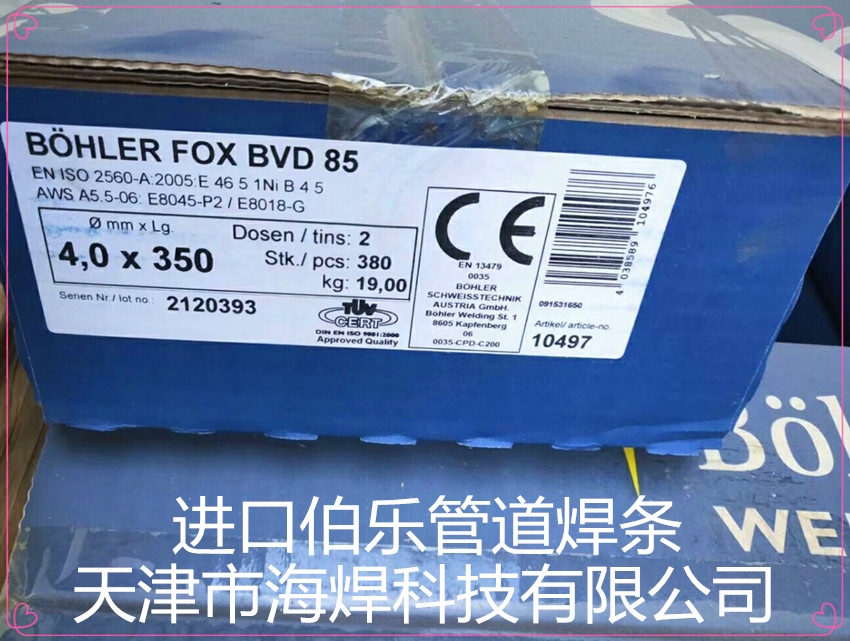 BÖHLER FOX BVD 85
EN ISO 2560-A:2005:E 46 5 1Ni B 4 5
AWS A5.5-06: E8045-P2 / E8018-G
Ø mm x Lg.
4,0 x 350
Dosen / tins: 2
Stk./ pcs: 380
kg: 19,00
Serien Nr./ lot no.: 2120393
TÜV
CERT
DIN EN ISO 9001:2000
Approved Quality
CE
EN 13479
0035
BÖHLER
SCHWEISSTECHNIK
AUSTRIA GmbH.
Böhler Welding St. 1
8605 Kapfenberg
06
0035-CPD-C200
4 038589 104976
091531650
Artikel/ article-no.
10497
Böhl
WE
进口伯乐管道焊条
天津市海焊科技有限公司